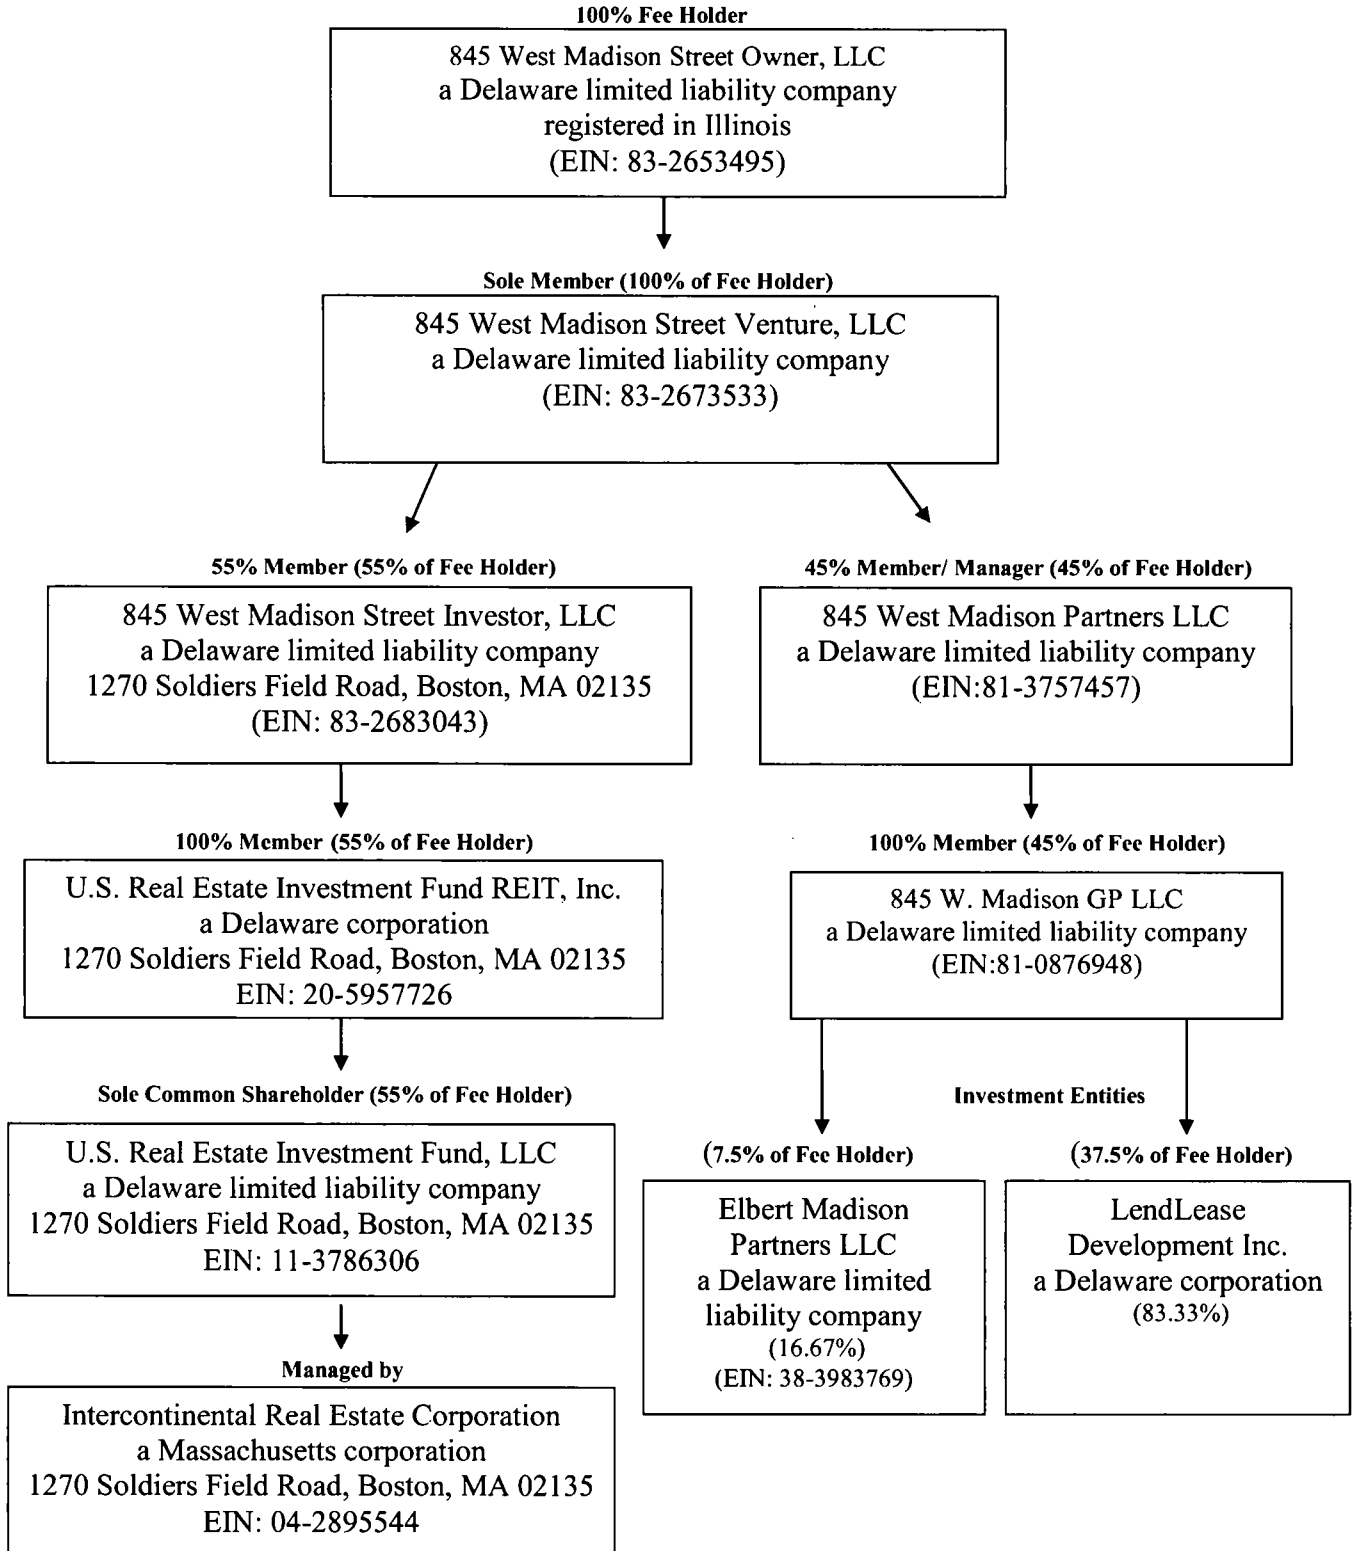 100% Fee Holder
845 West Madison Street Owner, LLC
a Delaware limited liability company
registered in Illinois
(EIN: 83-2653495)
Sole Member (100% of Fee Holder)
845 West Madison Street Venture, LLC
a Delaware limited liability company
(EIN: 83-2673533)
55% Member (55% of Fee Holder)
845 West Madison Street Investor, LLC
a Delaware limited liability company
1270 Soldiers Field Road, Boston, MA 02135
(EIN: 83-2683043)
45% Member/ Manager (45% of Fee Holder)
845 West Madison Partners LLC
a Delaware limited liability company
(EIN:81-3757457)
100% Member (55% of Fee Holder)
U.S. Real Estate Investment Fund REIT, Inc.
a Delaware corporation
1270 Soldiers Field Road, Boston, MA 02135
EIN: 20-5957726
100% Member (45% of Fee Holder)
845 W. Madison GP LLC
a Delaware limited liability company
(EIN:81-0876948)
Sole Common Shareholder (55% of Fee Holder)
U.S. Real Estate Investment Fund, LLC
a Delaware limited liability company
1270 Soldiers Field Road, Boston, MA 02135
EIN: 11-3786306
Investment Entities
(7.5% of Fee Holder)
Elbert Madison
Partners LLC
a Delaware limited
liability company
(16.67%)
(EIN: 38-3983769)
(37.5% of Fee Holder)
LendLease
Development Inc.
a Delaware corporation
(83.33%)
Managed by
Intercontinental Real Estate Corporation
a Massachusetts corporation
1270 Soldiers Field Road, Boston, MA 02135
EIN: 04-2895544